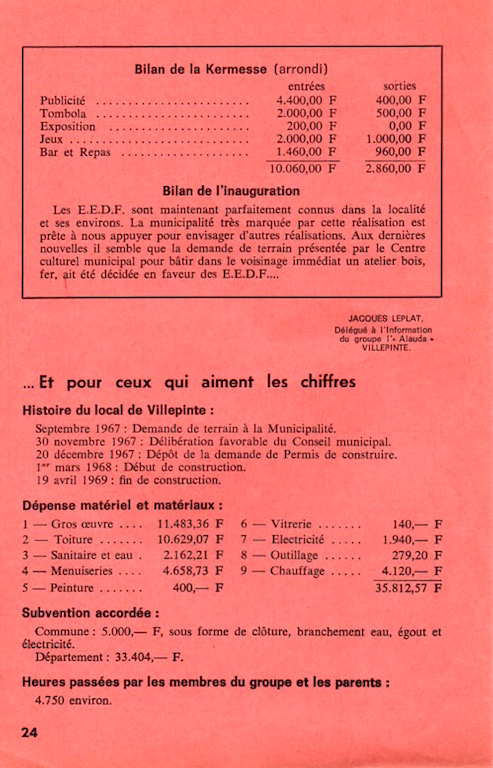 Bilan de la Kermesse (arrondi)
entrées sorties
Publicité ........................ 4.400,00 F 400,00 F
Tombola ........................ 2.000,00 F 500,00 F
Exposition ...................... 200,00 F 0,00 F
Jeux ............................ 2.000,00 F 1.000,00 F
Bar et Repas .................... 1.460,00 F 960,00 F
10.060,00 F 2.860,00 F
Bilan de l'inauguration
Les E.E.D.F. sont maintenant parfaitement connus dans la localité
et ses environs. La municipalité très marquée par cette réalisation est
prête à nous appuyer pour envisager d'autres réalisations. Aux dernières
nouvelles il semble que la demande de terrain présentée par le Centre
culturel municipal pour bâtir dans le voisinage immédiat un atelier bois,
fer, ait été décidée en faveur des E.E.D.F....
JACQUES LEPLAT,
Délégué à l'Information
du groupe l'« Alauda »
VILLEPINTE.
... Et pour ceux qui aiment les chiffres
Histoire du local de Villepinte :
Septembre 1967 : Demande de terrain à la Municipalité.
30 novembre 1967 : Délibération favorable du Conseil municipal.
20 décembre 1967 : Dépôt de la demande de Permis de construire.
1er mars 1968 : Début de construction.
19 avril 1969 : fin de construction.
Dépense matériel et matériaux :
1 — Gros œuvre .... 11.483,36 F 6 — Vitrerie ....... 140,— F
2 — Toiture ....... 10.629,07 F 7 — Electricité ..... 1.940,— F
3 — Sanitaire et eau . 2.162,21 F 8 — Outillage ...... 279,20 F
4 — Menuiseries .... 4.658,73 F 9 — Chauffage ..... 4.120,— F
5 — Peinture ....... 400,— F 35.812,57 F
Subvention accordée :
Commune : 5.000,— F, sous forme de clôture, branchement eau, égout et
électricité.
Département : 33.404,— F.
Heures passées par les membres du groupe et les parents :
4.750 environ.
24